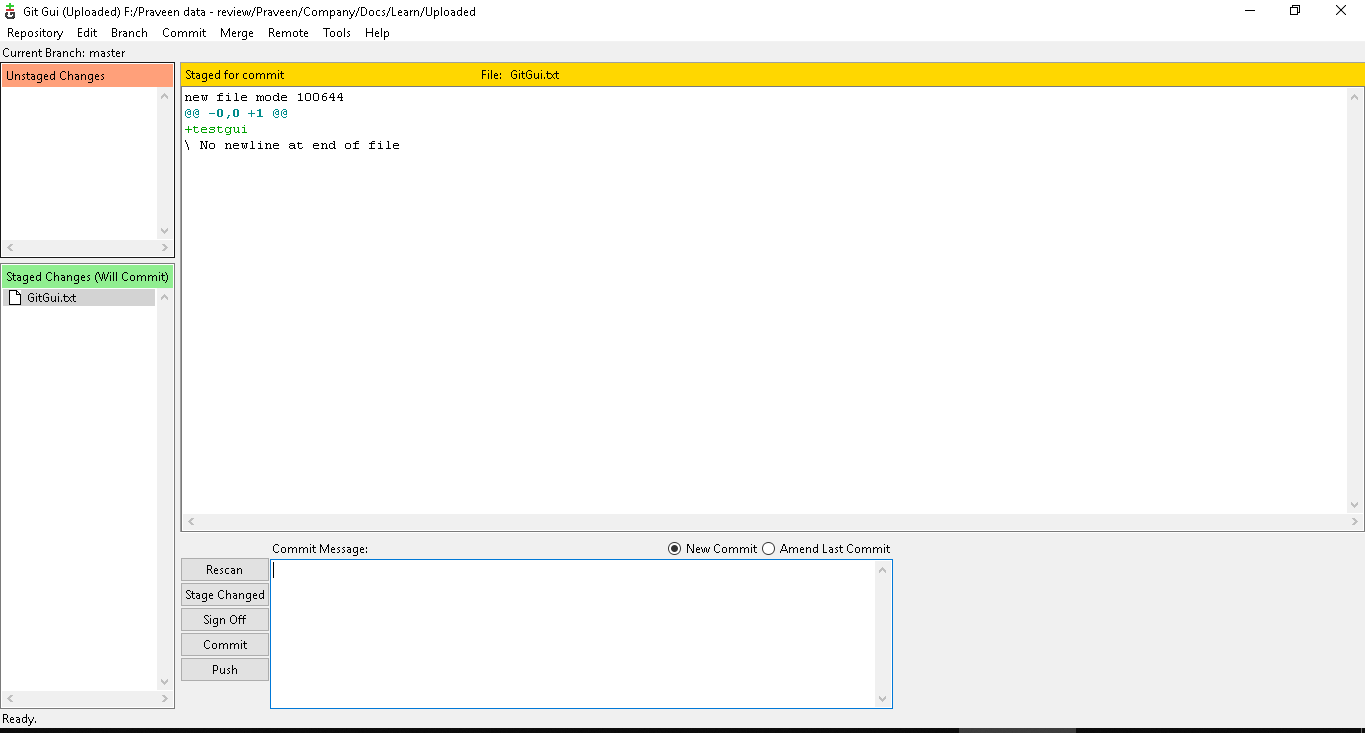 Git Gui (Uploaded) F:/Praveen data - review/Praveen/Company/Docs/Learn/Uploaded
Repository Edit Branch Commit Merge Remote Tools Help
Current Branch: master
Unstaged Changes
Staged for commit File: GitGui.txt
new file mode 100644
@@ -0,0 +1 @@
+testgui
\ No newline at end of file
Staged Changes (Will Commit)
GitGui.txt
Commit Message: New Commit Amend Last Commit
Rescan
Stage Changed
Sign Off
Commit
Push
Ready.